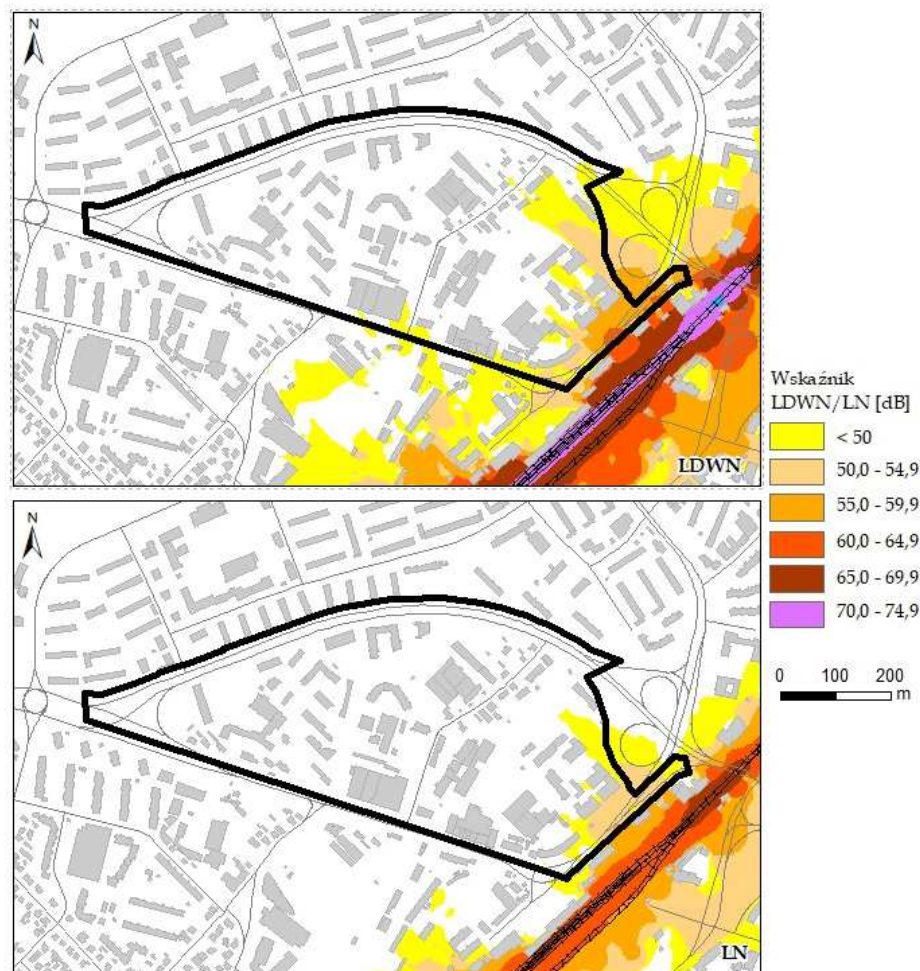 N
LDWN
Wskaźnik
LDWN/LN [dB]
< 50
50,0 - 54,9
55,0 - 59,9
60,0 - 64,9
65,0 - 69,9
70,0 - 74,9
N
0 100 200
m
LN